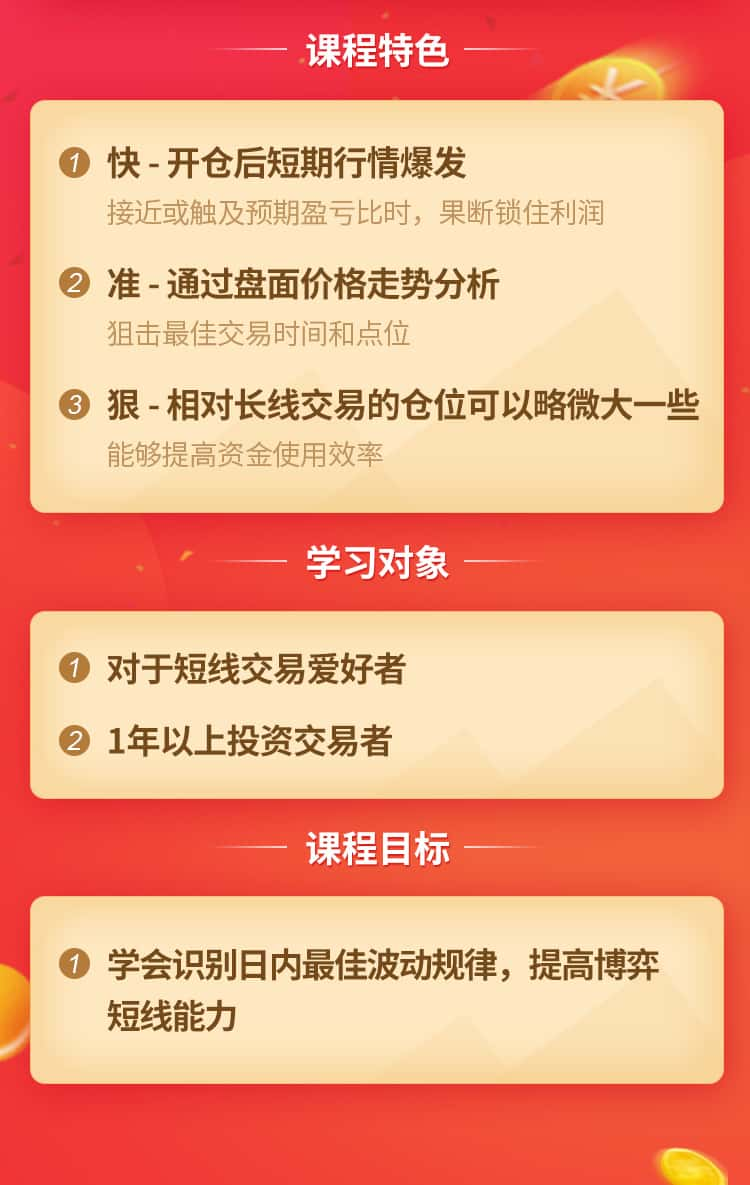 课程特色
1 快 - 开仓后短期行情爆发
接近或触及预期盈亏比时，果断锁住利润
2 准 - 通过盘面价格走势分析
狙击最佳交易时间和点位
3 狠 - 相对长线交易的仓位可以略微大一些
能够提高资金使用效率
学习对象
1 对于短线交易爱好者
2 1年以上投资交易者
课程目标
1 学会识别日内最佳波动规律，提高博弈
短线能力